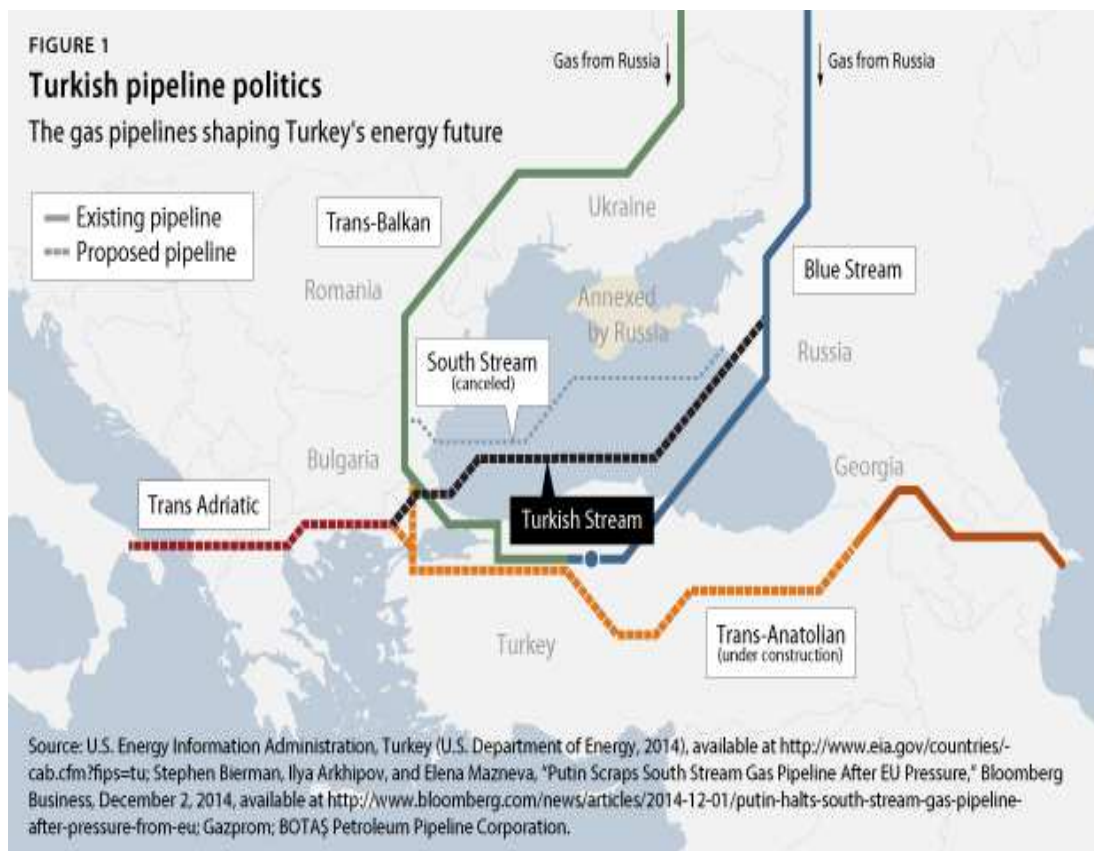 FIGURE 1
Turkish pipeline politics
The gas pipelines shaping Turkey's energy future
Gas from Russia
Gas from Russia
Existing pipeline
Proposed pipeline
Trans-Balkan
Ukraine
Blue Stream
Romania
Annexed
by Russia
South Stream
(canceled)
Russia
Bulgaria
Georgia
Trans Adriatic
Turkish Stream
Turkey
Trans-Anatolian
(under construction)
Source: U.S. Energy Information Administration, Turkey (U.S. Department of Energy, 2014), available at http://www.eia.gov/countries/-
cab.cfm?fips=tu; Stephen Bierman, Ilya Arkhipov, and Elena Mazneva, "Putin Scraps South Stream Gas Pipeline After EU Pressure," Bloomberg
Business, December 2, 2014, available at http://www.bloomberg.com/news/articles/2014-12-01/putin-halts-south-stream-gas-pipeline-
after-pressure-from-eu; Gazprom; BOTAŞ Petroleum Pipeline Corporation.